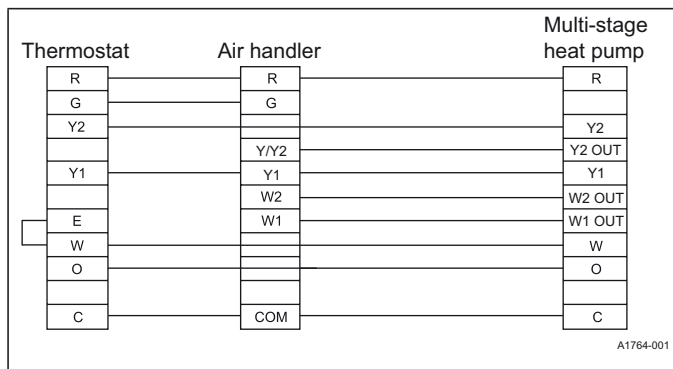 Multi-stage
Thermostat Air handler heat pump
R R R
G G
Y2 Y2
Y/Y2 Y2 OUT
Y1 Y1 Y1
W2 W2 OUT
E W1 W1 OUT
W W
O O
C COM C
A1764-001